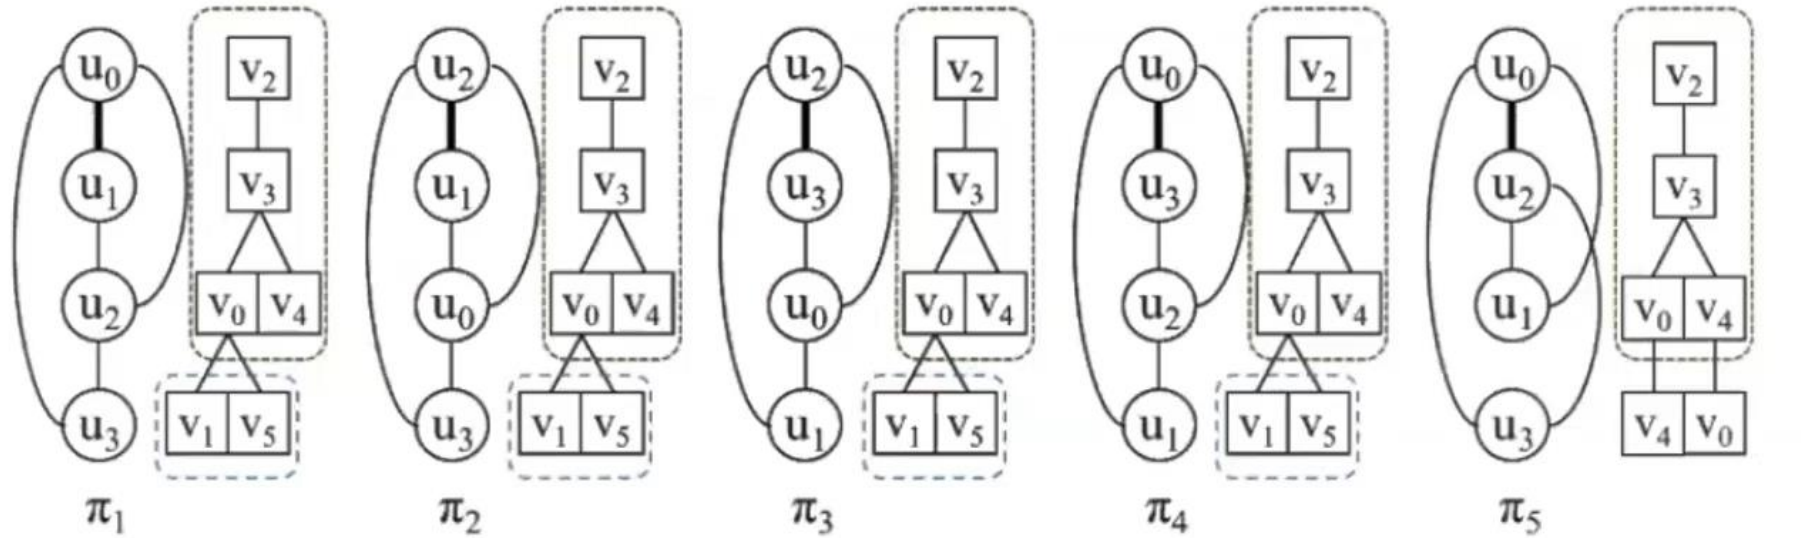 u₀ v₂ u₂ v₂ u₂ v₂ u₀ v₂ u₀ v₂
u₁ v₃ u₁ v₃ u₃ v₃ u₃ v₃ u₂ v₃
u₂ v₀ v₄ u₀ v₀ v₄ u₀ v₀ v₄ u₂ v₀ v₄ u₁ v₀ v₄
u₃ v₁ v₅ u₃ v₁ v₅ u₁ v₁ v₅ u₁ v₁ v₅ u₃ v₄ v₀
π₁ π₂ π₃ π₄ π₅